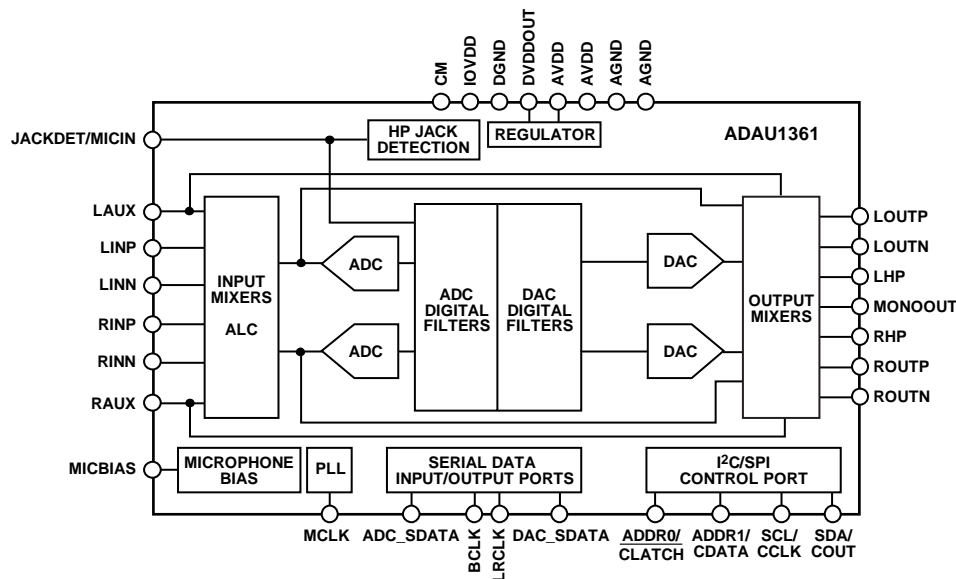 CM
IOVDD
DGND
DVDDOUT
AVDD
AVDD
AGND
AGND
JACKDET/MICIN
HP JACK
DETECTION
REGULATOR
ADAU1361
LAUX
LINP
LINN
RINP
RINN
RAUX
MICBIAS
INPUT
MIXERS
ALC
ADC
ADC
ADC
DIGITAL
FILTERS
DAC
DIGITAL
FILTERS
DAC
DAC
OUTPUT
MIXERS
LOUTP
LOUTN
LHP
MONOOUT
RHP
ROUTP
ROUTN
MICROPHONE
BIAS
PLL
SERIAL DATA
INPUT/OUTPUT PORTS
I²C/SPI
CONTROL PORT
MCLK
ADC_SDATA
BCLK
LRCLK
DAC_SDATA
ADDR0/
CLATCH
ADDR1/
CDATA
SCL/
CCLK
SDA/
COUT